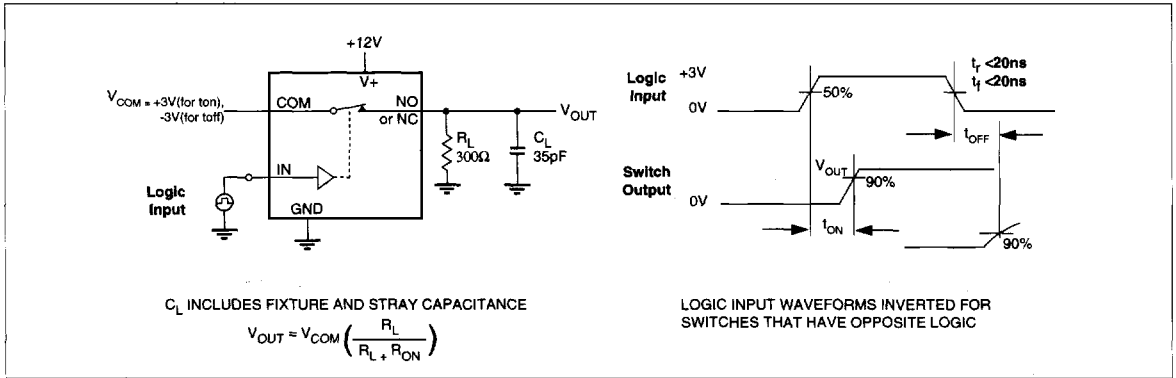 +12V
V+
VCOM = +3V(for ton),
-3V(for toff)
COM
NO
or NC
VOUT
RL
300Ω
CL
35pF
IN
Logic
Input
GND
CL INCLUDES FIXTURE AND STRAY CAPACITANCE
VOUT = VCOM (RL / RL + RON)
Logic
Input
+3V
0V
50%
tr <20ns
tf <20ns
tOFF
Switch
Output
VOUT
0V
90%
tON
90%
LOGIC INPUT WAVEFORMS INVERTED FOR
SWITCHES THAT HAVE OPPOSITE LOGIC